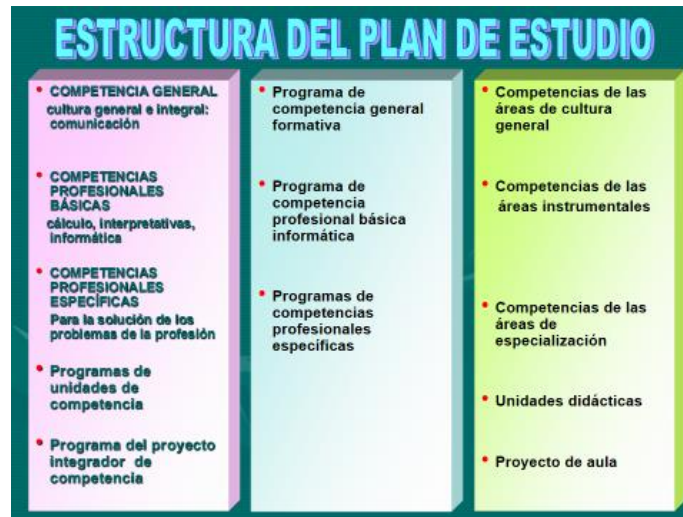 ESTRUCTURA DEL PLAN DE ESTUDIO
• COMPETENCIA GENERAL
cultura general e integral:
comunicación
• COMPETENCIAS
PROFESIONALES
BÁSICAS
cálculo, interpretativas,
informática
• COMPETENCIAS
PROFESIONALES
ESPECÍFICAS
Para la solución de los
problemas de la profesión
• Programas de
unidades de
competencia
• Programa del proyecto
integrador de
competencia
• Programa de
competencia general
formativa
• Programa de
competencia
profesional básica
informática
• Programas de
competencias
profesionales
específicas
• Competencias de las
áreas de cultura
general
• Competencias de las
áreas instrumentales
• Competencias de las
áreas de
especialización
• Unidades didácticas
• Proyecto de aula